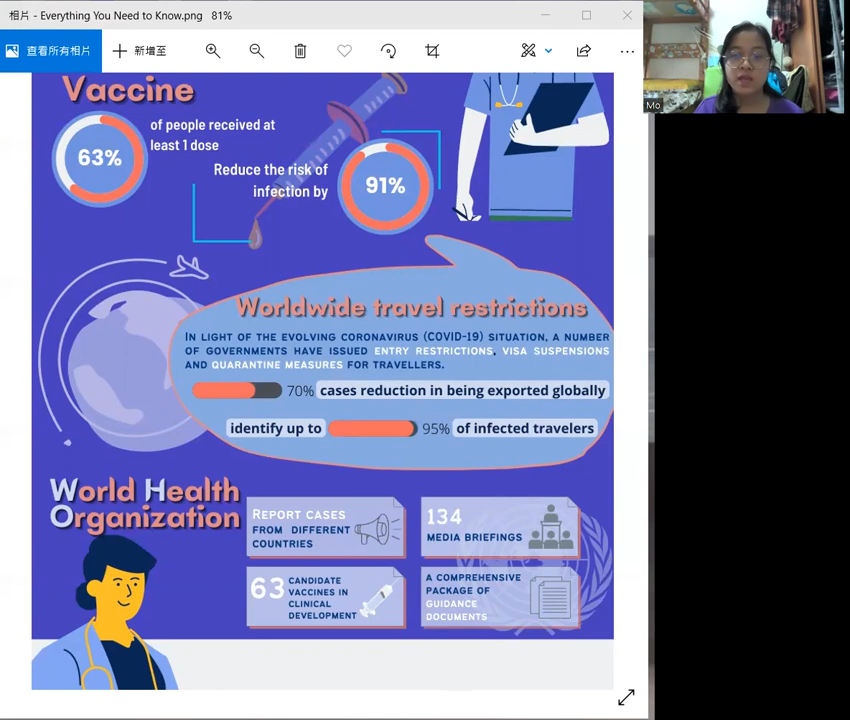 相片 - Everything You Need to Know.png 81%
查看所有相片
新增至
Vaccine
63%
of people received at
least 1 dose
Reduce the risk of
infection by
91%
Worldwide travel restrictions
IN LIGHT OF THE EVOLVING CORONAVIRUS (COVID-19) SITUATION, A NUMBER
OF GOVERNMENTS HAVE ISSUED ENTRY RESTRICTIONS, VISA SUSPENSIONS
AND QUARANTINE MEASURES FOR TRAVELLERS.
70% cases reduction in being exported globally
identify up to 95% of infected travelers
World Health
Organization
REPORT CASES
FROM DIFFERENT
COUNTRIES
134
MEDIA BRIEFINGS
63 CANDIDATE
VACCINES IN
CLINICAL
DEVELOPMENT
A COMPREHENSIVE
PACKAGE OF
GUIDANCE
DOCUMENTS
Mo